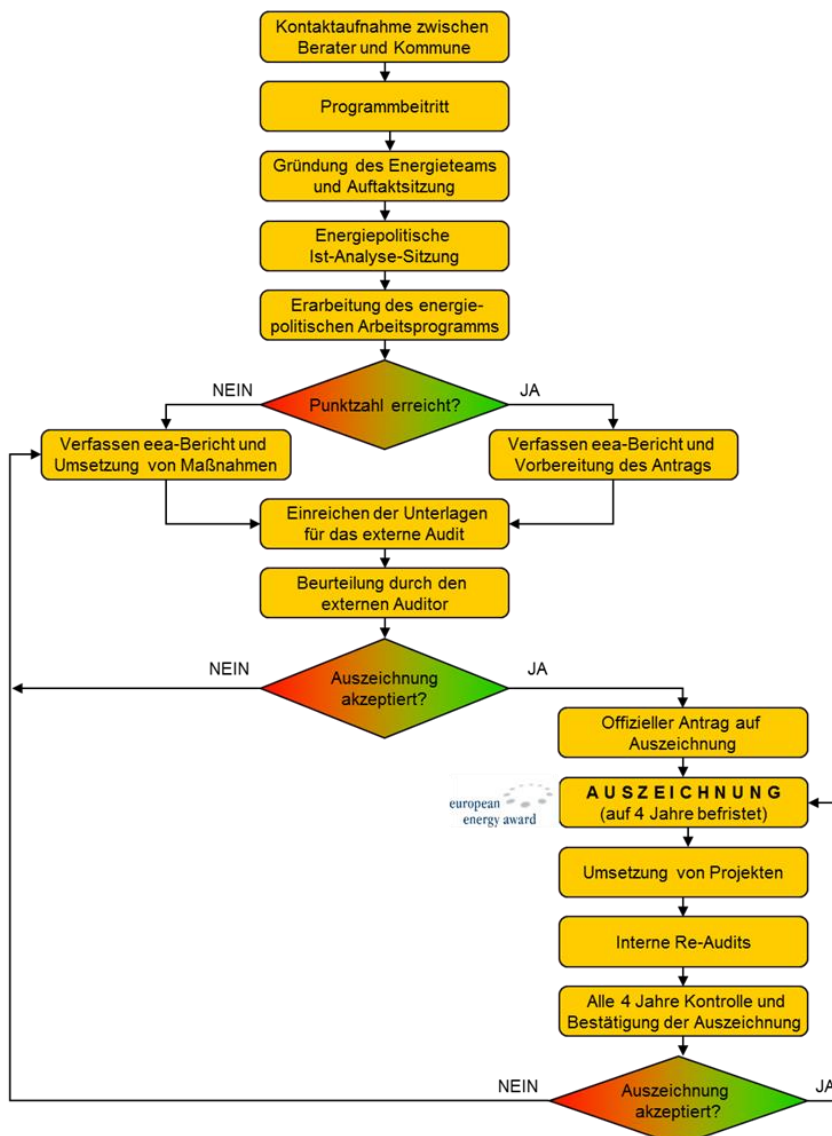 Kontaktaufnahme zwischen
Berater und Kommune
Programmbeitritt
Gründung des Energieteams
und Auftaktsitzung
Energiepolitische
Ist-Analyse-Sitzung
Erarbeitung des energie-
politischen Arbeitsprogramms
NEIN
Punktzahl erreicht?
JA
Verfassen eea-Bericht und
Umsetzung von Maßnahmen
Verfassen eea-Bericht und
Vorbereitung des Antrags
Einreichen der Unterlagen
für das externe Audit
Beurteilung durch den
externen Auditor
NEIN
Auszeichnung
akzeptiert?
JA
Offizieller Antrag auf
Auszeichnung
european
energy award
AUSZEICHNUNG
(auf 4 Jahre befristet)
Umsetzung von Projekten
Interne Re-Audits
Alle 4 Jahre Kontrolle und
Bestätigung der Auszeichnung
NEIN
Auszeichnung
akzeptiert?
JA